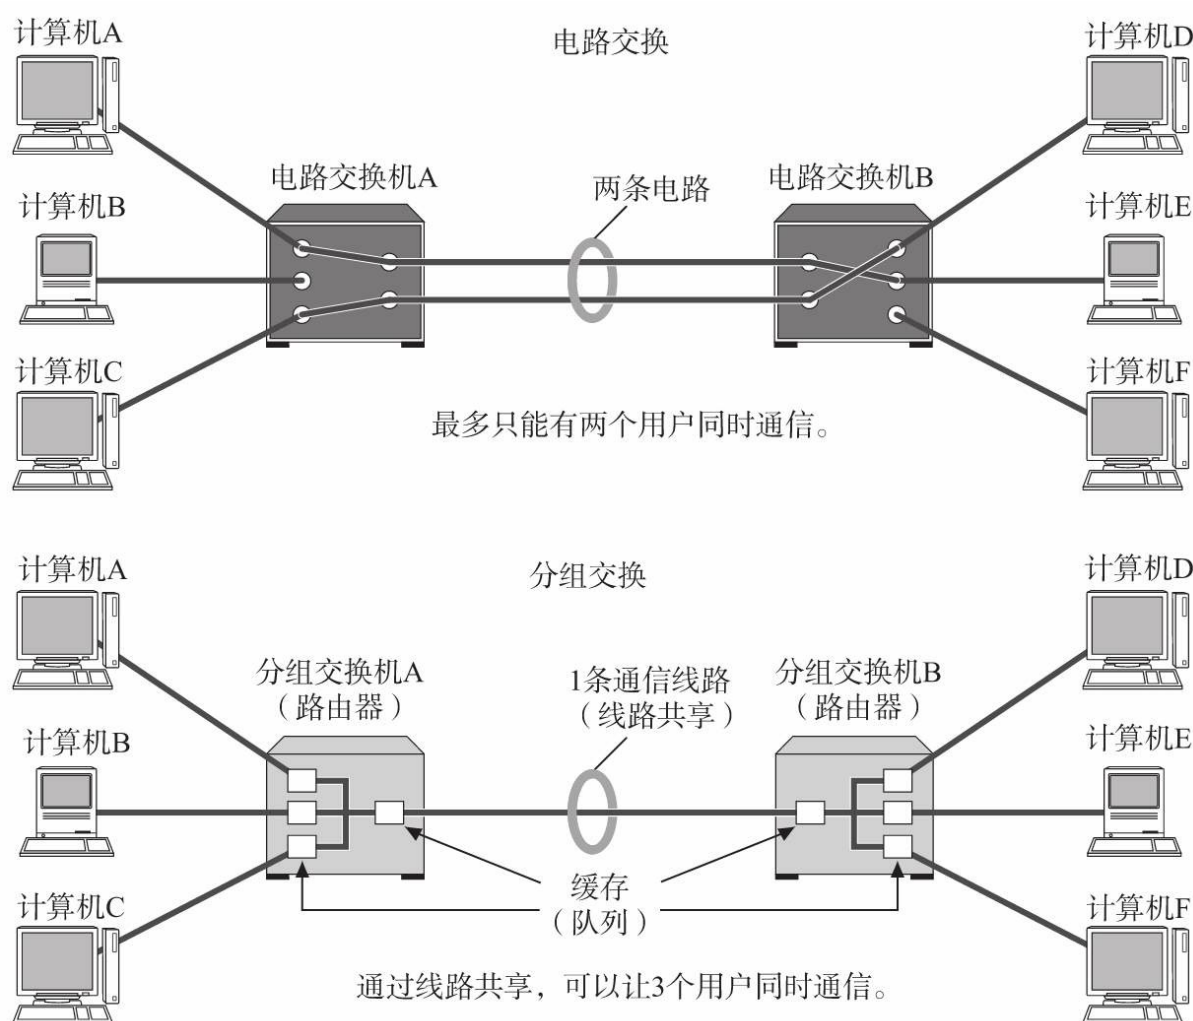 计算机A
电路交换
计算机D
电路交换机A
两条电路
电路交换机B
计算机B
计算机E
计算机C
计算机F
最多只能有两个用户同时通信。
计算机A
分组交换
计算机D
分组交换机A
（路由器）
1条通信线路
（线路共享）
分组交换机B
（路由器）
计算机B
计算机E
缓存
（队列）
计算机C
计算机F
通过线路共享，可以让3个用户同时通信。